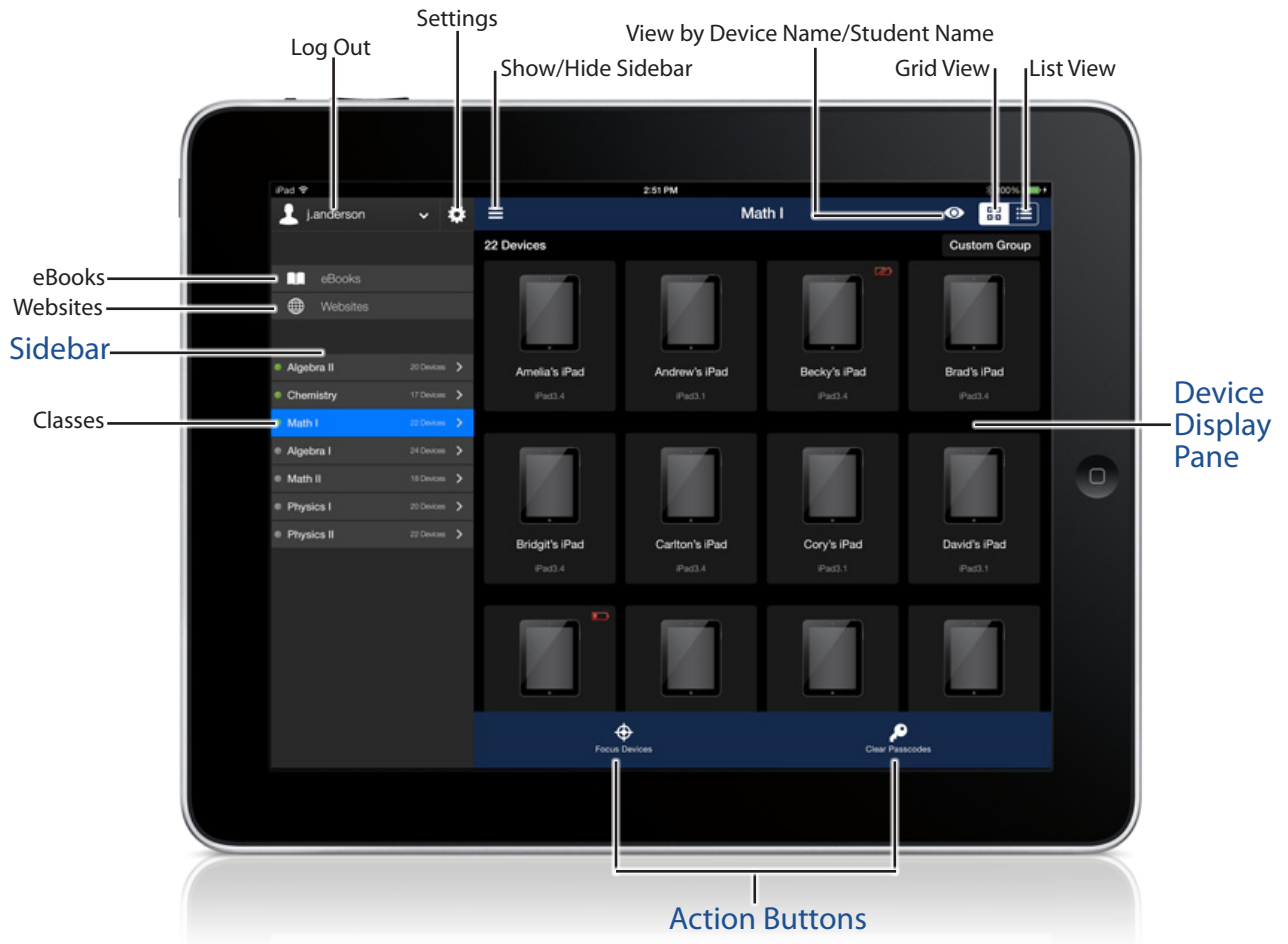 Settings
Log Out
View by Device Name/Student Name
Show/Hide Sidebar
Grid View
List View
iPad
2:51 PM
100%
j.anderson
Math I
22 Devices
Custom Group
eBooks
eBooks
Websites
Websites
Sidebar
Algebra II 20 Devices
Chemistry 17 Devices
Classes
Math I 22 Devices
Algebra I 24 Devices
Math II 18 Devices
Physics I 20 Devices
Physics II 22 Devices
Amelia's iPad
iPad3.4
Andrew's iPad
iPad3.1
Becky's iPad
iPad3.4
Brad's iPad
iPad3.4
Device
Display
Pane
Bridgit's iPad
iPad3.4
Carlton's iPad
iPad3.4
Cory's iPad
iPad3.1
David's iPad
iPad3.1
Focus Devices
Clear Passcodes
Action Buttons